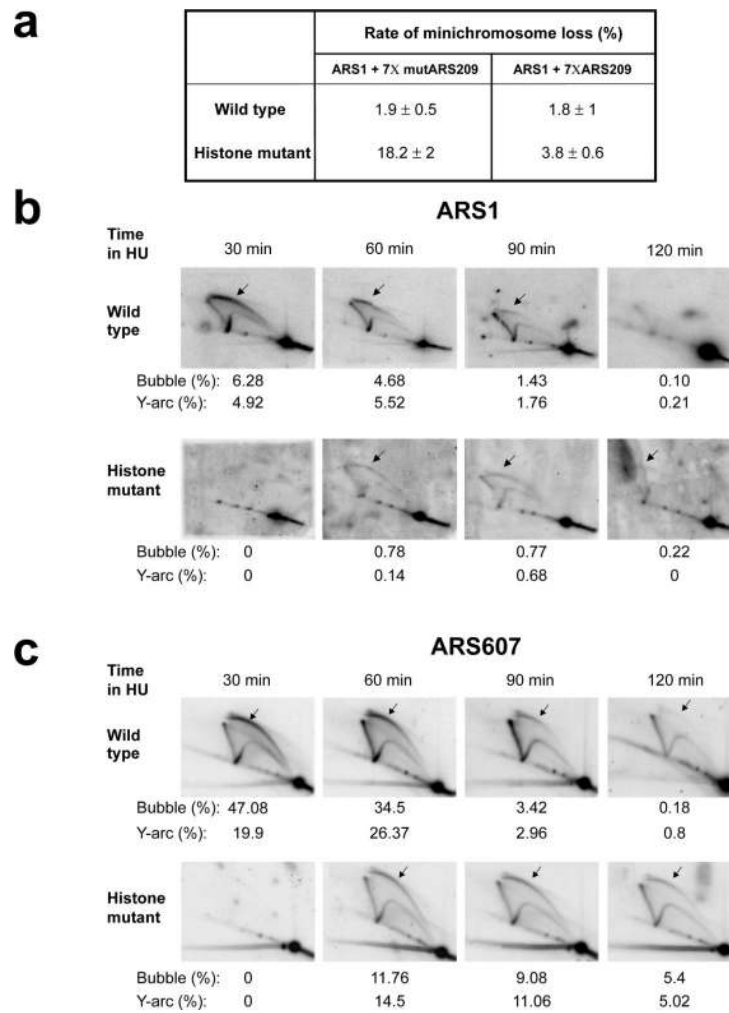 a
Rate of minichromosome loss (%)
ARS1 + 7X mutARS209 ARS1 + 7XARS209
Wild type 1.9 ± 0.5 1.8 ± 1
Histone mutant 18.2 ± 2 3.8 ± 0.6
b
ARS1
Time in HU 30 min 60 min 90 min 120 min
Wild type
Bubble (%): 6.28 4.68 1.43 0.10
Y-arc (%): 4.92 5.52 1.76 0.21
Histone mutant
Bubble (%): 0 0.78 0.77 0.22
Y-arc (%): 0 0.14 0.68 0
c
ARS607
Time in HU 30 min 60 min 90 min 120 min
Wild type
Bubble (%): 47.08 34.5 3.42 0.18
Y-arc (%): 19.9 26.37 2.96 0.8
Histone mutant
Bubble (%): 0 11.76 9.08 5.4
Y-arc (%): 0 14.5 11.06 5.02